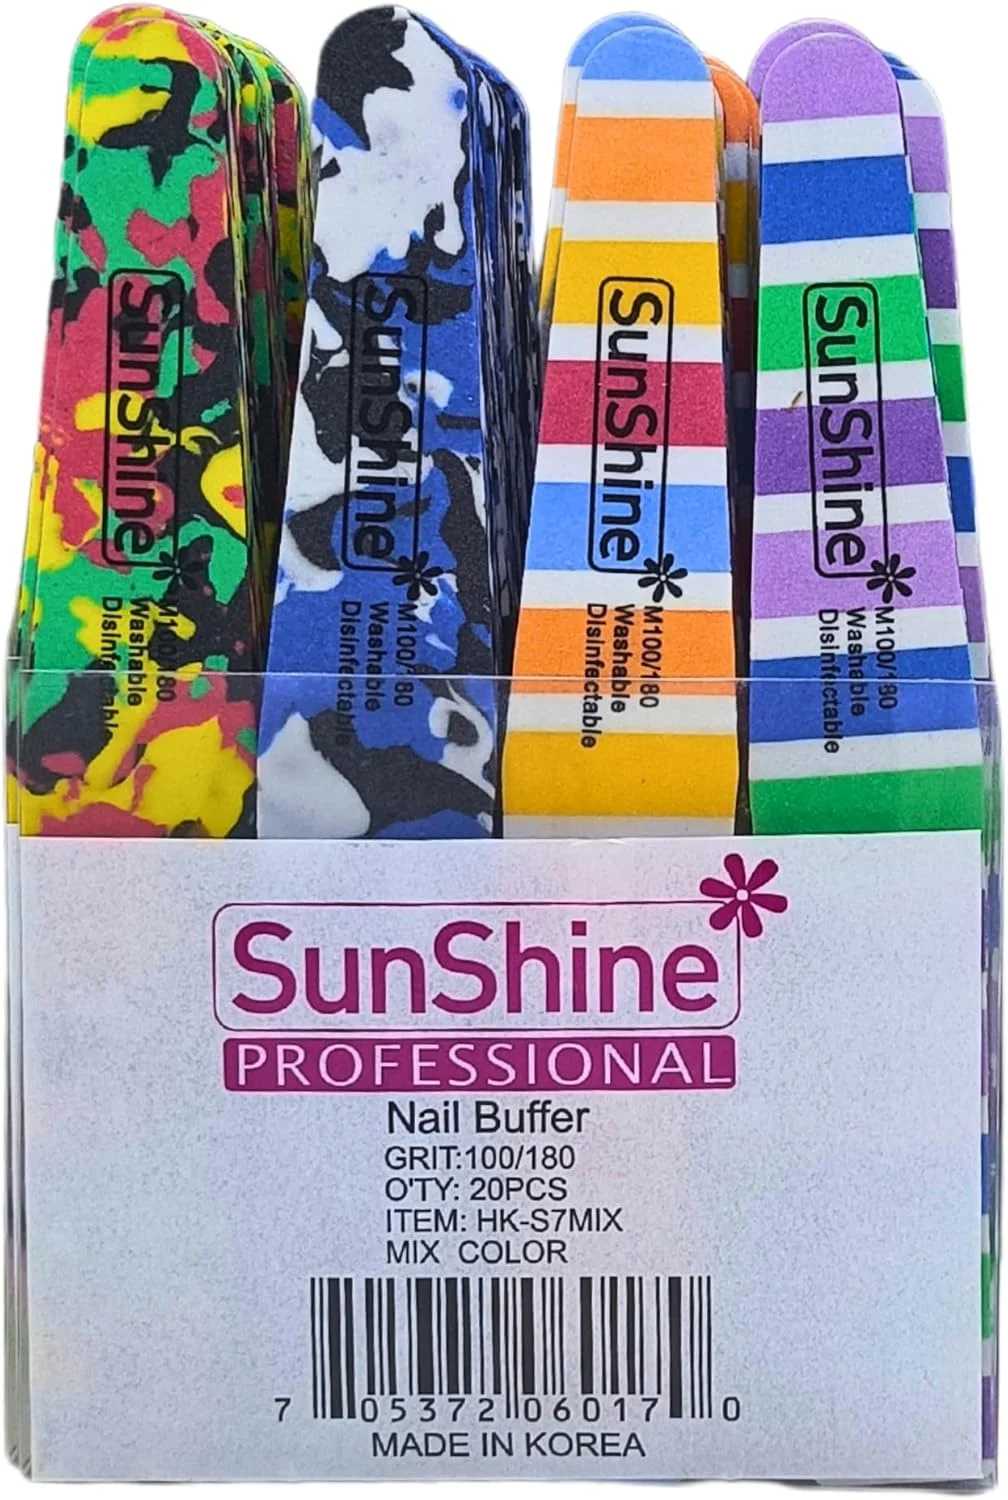 SunShine
M100/180
Washable
Disinfectable
SunShine
M100/180
Washable
Disinfectable
SunShine
M100/180
Washable
Disinfectable
SunShine
M100/180
Washable
Disinfectable
SunShine
PROFESSIONAL
Nail Buffer
GRIT:100/180
O'TY: 20PCS
ITEM: HK-S7MIX
MIX COLOR
7 05372 06017 0
MADE IN KOREA